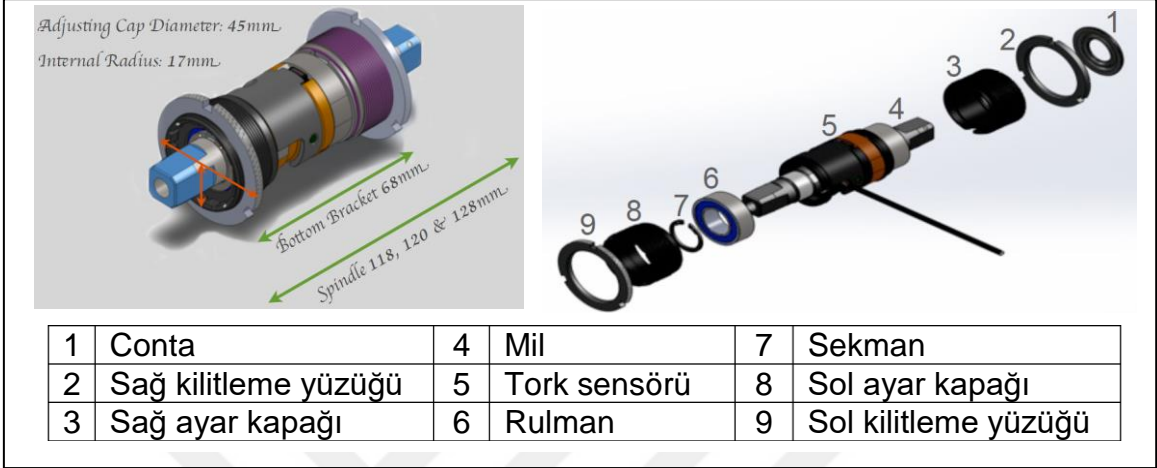 Adjusting Cap Diameter: 45mm
Internal Radius: 17mm
Bottom Bracket 68mm
Spindle 118, 120 & 128mm
1
2
3
4
5
6
7
8
9
1 Conta 4 Mil 7 Sekman
2 Sağ kilitleme yüzüğü 5 Tork sensörü 8 Sol ayar kapağı
3 Sağ ayar kapağı 6 Rulman 9 Sol kilitleme yüzüğü